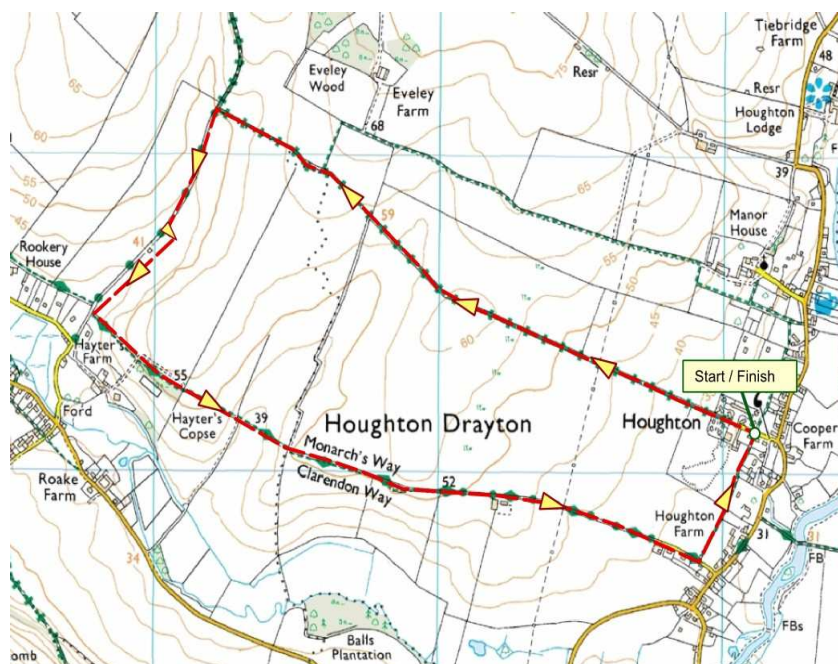 Tiebridge
Farm
48
Eveley
Wood
Eveley
Farm
75
Resr
Resr
Houghton
Lodge
68
60
65
39
55
50
45
59
Manor
House
41
Rookery
House
65
60
55
50
45
40
60
Start / Finish
Hayter's
Farm
55
Hayter's
Copse
39
Houghton Drayton
Houghton
Cooper
Farm
Ford
Monarch's Way
Clarendon Way
52
Roake
Farm
Houghton
Farm
31
31
FB
34
FBs
Balls
Plantation
omb